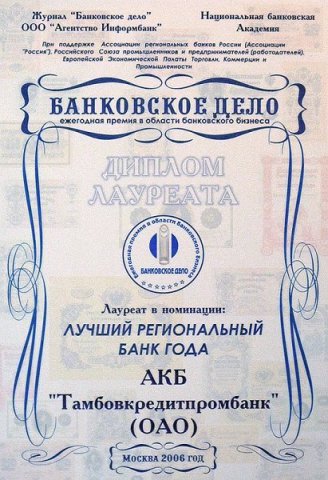 Журнал "Банковское дело"
ООО "Агентство Информбанк"
Национальная банковская
Академия
При поддержке Ассоциации региональных банков России (Ассоциации
"Россия"), Российского Союза промышленников и предпринимателей (работодателей),
Европейской Экономической Палаты Торговли, Коммерции и
Промышленности
БАНКОВСКОЕ ДЕЛО
ежегодная премия в области банковского бизнеса
ДИПЛОМ
ЛАУРЕАТА
Ежегодная премия в области Банковского бизнеса
БАНКОВСКОЕ ДЕЛО
Лауреат в номинации:
ЛУЧШИЙ РЕГИОНАЛЬНЫЙ
БАНК ГОДА
АКБ
"Тамбовкредитпромбанк"
(ОАО)
Москва 2006 год